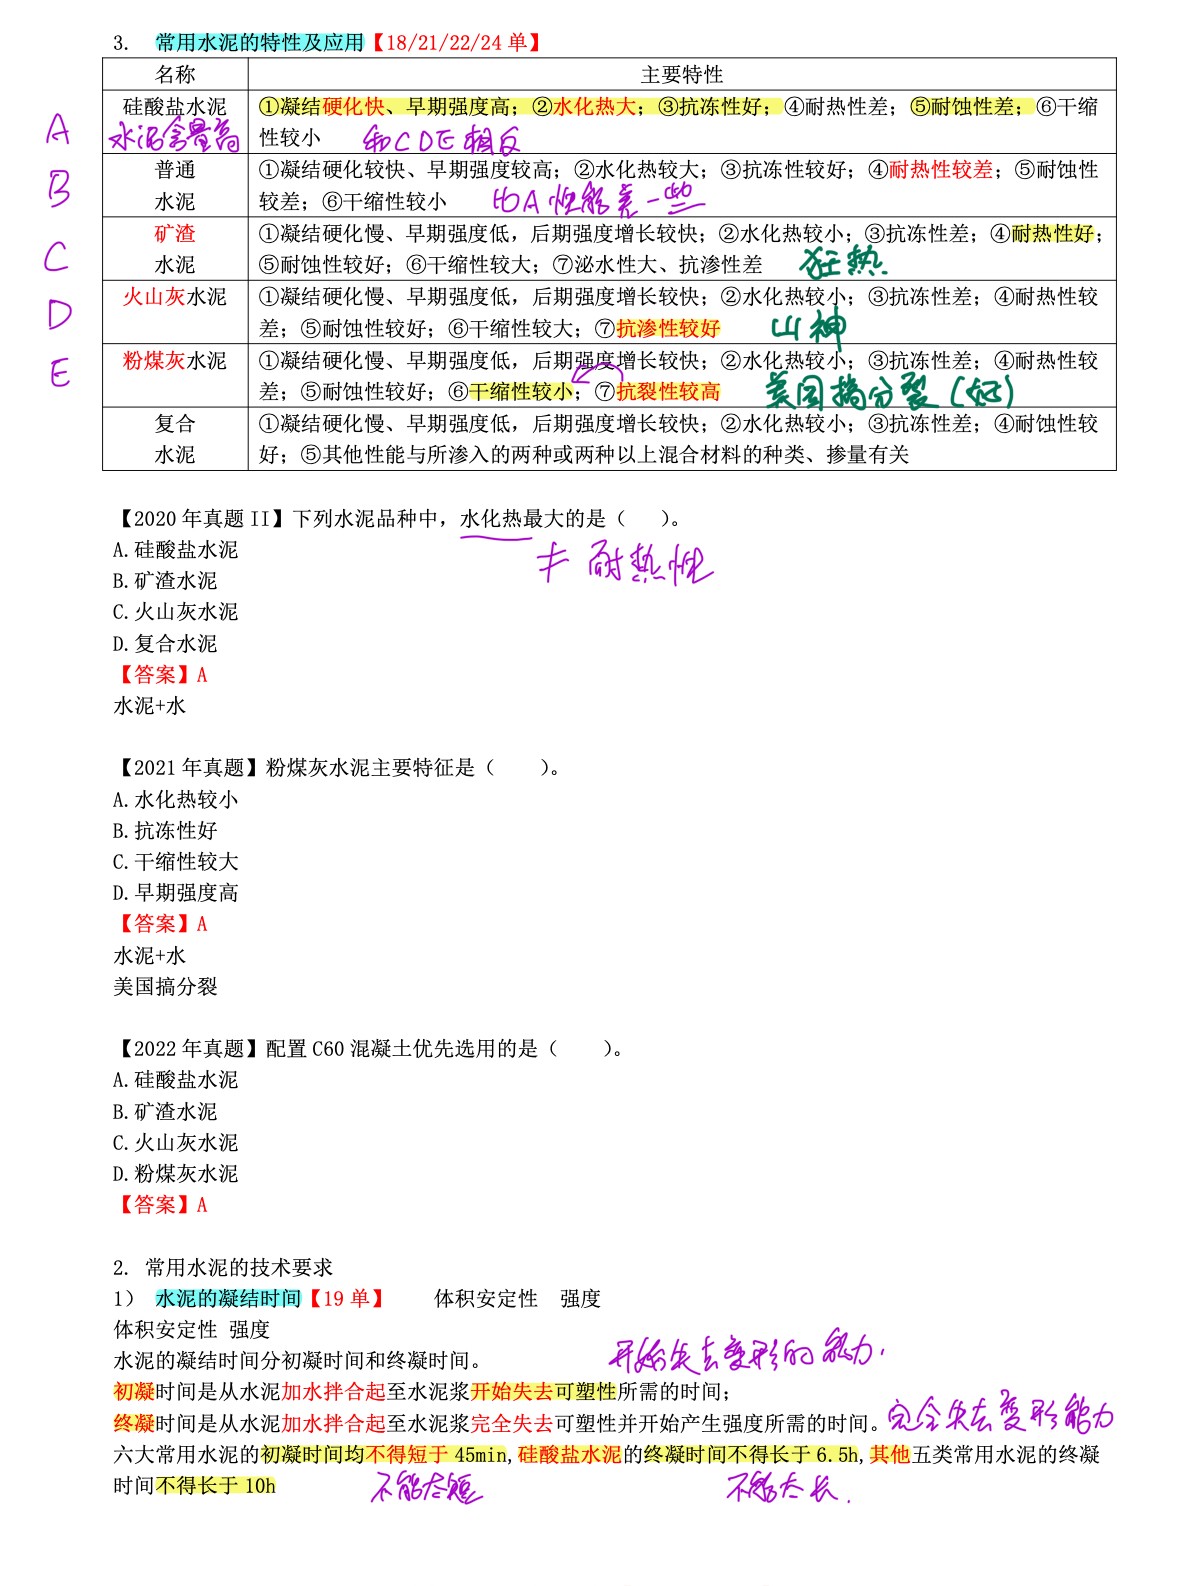 3. 常用水泥的特性及应用【18/21/22/24 单】
名称 主要特性
A
硅酸盐水泥 ①凝结硬化快、早期强度高；②水化热大；③抗冻性好；④耐热性差；⑤耐蚀性差；⑥干缩
水泥含量高 性较小 和CDE相反
B
普通 ①凝结硬化较快、早期强度较高；②水化热较大；③抗冻性较好；④耐热性较差；⑤耐蚀性
水泥 较差；⑥干缩性较小 比A性能差一些
C
矿渣 ①凝结硬化慢、早期强度低，后期强度增长较快；②水化热较小；③抗冻性差；④耐热性好；
水泥 ⑤耐蚀性较好；⑥干缩性较大；⑦泌水性大、抗渗性差 狂热
D
火山灰水泥 ①凝结硬化慢、早期强度低，后期强度增长较快；②水化热较小；③抗冻性差；④耐热性较
差；⑤耐蚀性较好；⑥干缩性较大；⑦抗渗性较好 山神
E
粉煤灰水泥 ①凝结硬化慢、早期强度低，后期强度增长较快；②水化热较小；③抗冻性差；④耐热性较
差；⑤耐蚀性较好；⑥干缩性较小；⑦抗裂性较高 美国搞分裂
复合 ①凝结硬化慢、早期强度低，后期强度增长较快；②水化热较小；③抗冻性差；④耐蚀性较
水泥 好；⑤其他性能与所渗入的两种或两种以上混合材料的种类、掺量有关
【2020 年真题 II】下列水泥品种中，水化热最大的是（ ）。
≠ 耐热性
A.硅酸盐水泥
B.矿渣水泥
C.火山灰水泥
D.复合水泥
【答案】A
水泥+水
【2021 年真题】粉煤灰水泥主要特征是（ ）。
A.水化热较小
B.抗冻性好
C.干缩性较大
D.早期强度高
【答案】A
水泥+水
美国搞分裂
【2022 年真题】配置 C60 混凝土优先选用的是（ ）。
A.硅酸盐水泥
B.矿渣水泥
C.火山灰水泥
D.粉煤灰水泥
【答案】A
2. 常用水泥的技术要求
1） 水泥的凝结时间【19 单】 体积安定性 强度
体积安定性 强度
水泥的凝结时间分初凝时间和终凝时间。 开始失去变形的能力.
初凝时间是从水泥加水拌合起至水泥浆开始失去可塑性所需的时间；
终凝时间是从水泥加水拌合起至水泥浆完全失去可塑性并开始产生强度所需的时间。完全失去变形能力
六大常用水泥的初凝时间均不得短于 45min,硅酸盐水泥的终凝时间不得长于 6.5h,其他五类常用水泥的终凝
时间不得长于 10h 不能太短 不能太长.